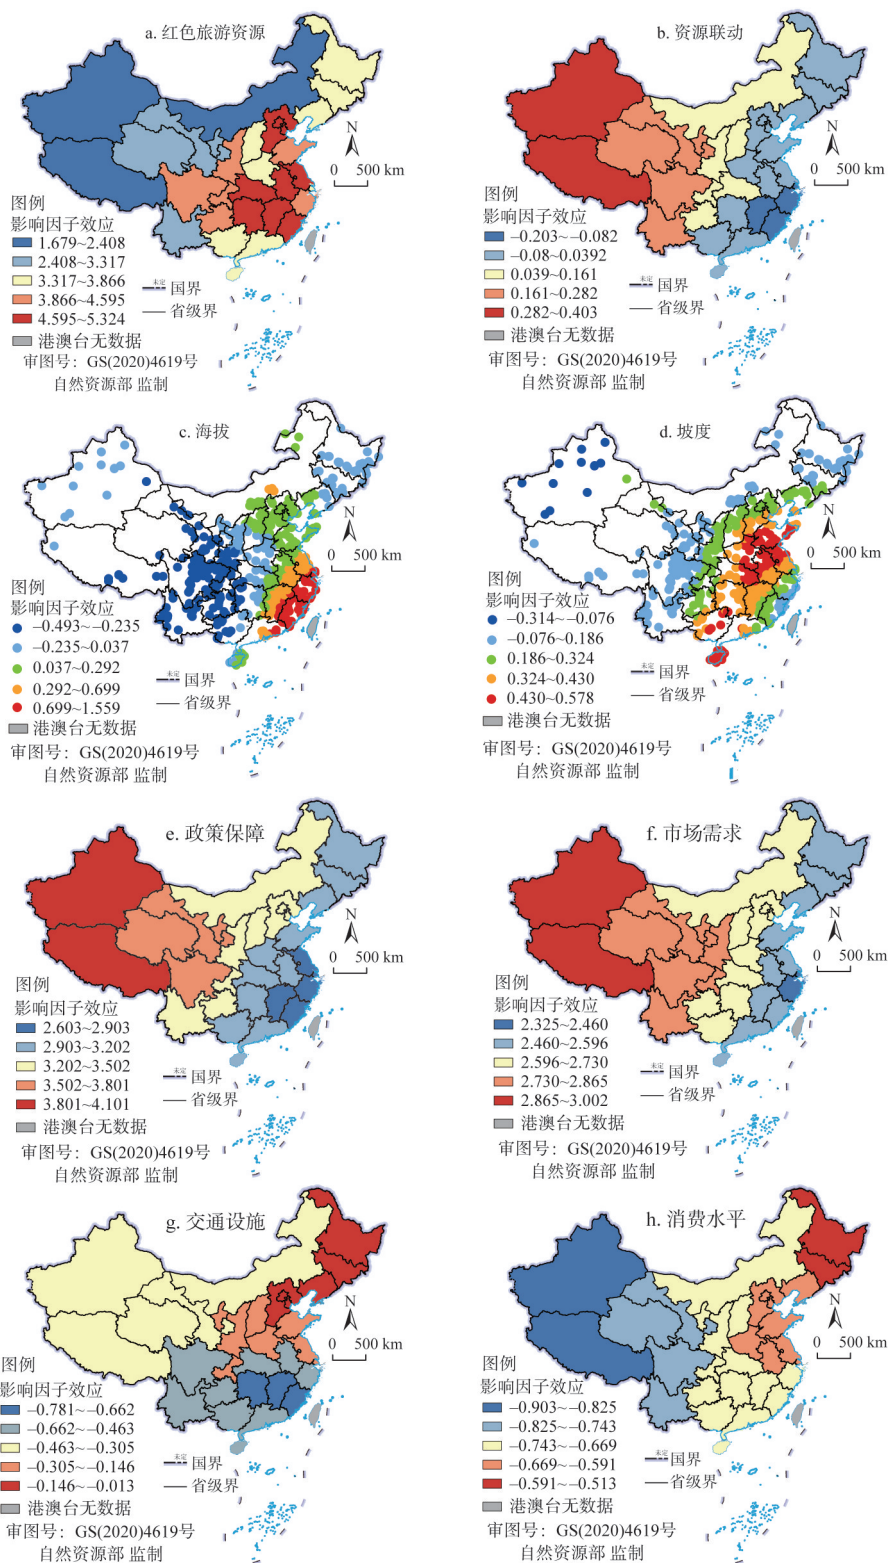 a. 红色旅游资源
N
0 500 km
图例
影响因子效应
1.679~2.408
2.408~3.317
3.317~3.866
3.866~4.595
4.595~5.324
港澳台无数据
未定
国界
省级界
审图号：GS(2020)4619号
自然资源部 监制
b. 资源联动
N
0 500 km
图例
影响因子效应
–0.203~–0.082
–0.08~0.0392
0.039~0.161
0.161~0.282
0.282~0.403
港澳台无数据
未定
国界
省级界
审图号：GS(2020)4619号
自然资源部 监制
c. 海拔
N
0 500 km
图例
影响因子效应
–0.493~–0.235
–0.235~0.037
0.037~0.292
0.292~0.699
0.699~1.559
港澳台无数据
未定
国界
省级界
审图号：GS(2020)4619号
自然资源部 监制
d. 坡度
N
0 500 km
图例
影响因子效应
–0.314~–0.076
–0.076~0.186
0.186~0.324
0.324~0.430
0.430~0.578
港澳台无数据
未定
国界
省级界
审图号：GS(2020)4619号
自然资源部 监制
e. 政策保障
N
0 500 km
图例
影响因子效应
2.603~2.903
2.903~3.202
3.202~3.502
3.502~3.801
3.801~4.101
港澳台无数据
未定
国界
省级界
审图号：GS(2020)4619号
自然资源部 监制
f. 市场需求
N
0 500 km
图例
影响因子效应
2.325~2.460
2.460~2.596
2.596~2.730
2.730~2.865
2.865~3.002
港澳台无数据
未定
国界
省级界
审图号：GS(2020)4619号
自然资源部 监制
g. 交通设施
N
0 500 km
图例
影响因子效应
–0.781~–0.662
–0.662~–0.463
–0.463~–0.305
–0.305~–0.146
–0.146~–0.013
港澳台无数据
未定
国界
省级界
审图号：GS(2020)4619号
自然资源部 监制
h. 消费水平
N
0 500 km
图例
影响因子效应
–0.903~–0.825
–0.825~–0.743
–0.743~–0.669
–0.669~–0.591
–0.591~–0.513
港澳台无数据
未定
国界
省级界
审图号：GS(2020)4619号
自然资源部 监制